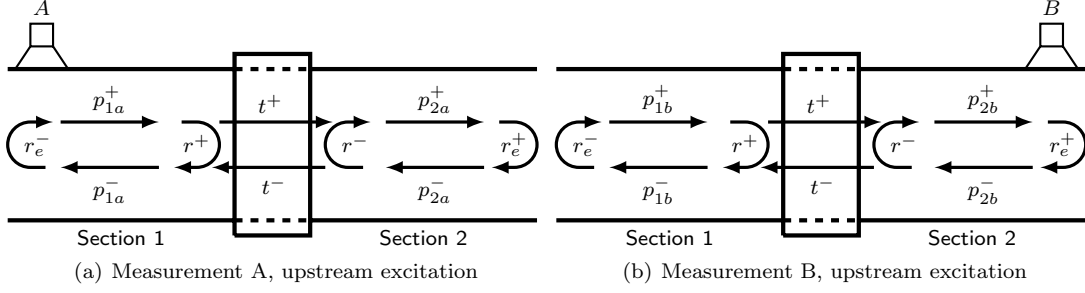 A B
p⁺₁ₐ t⁺ p⁺₂ₐ p⁺₁b t⁺ p⁺₂b
r⁻ₑ r⁺ r⁻ r⁺ₑ r⁻ₑ r⁺ r⁻ r⁺ₑ
p⁻₁ₐ t⁻ p⁻₂ₐ p⁻₁b t⁻ p⁻₂b
Section 1 Section 2 Section 1 Section 2
(a) Measurement A, upstream excitation (b) Measurement B, upstream excitation